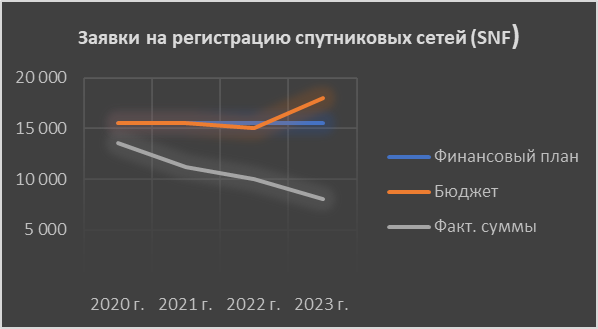 Заявки на регистрацию спутниковых сетей (SNF)
20 000
15 000
10 000
5 000
2020 г. 2021 г. 2022 г. 2023 г.
Финансовый план
Бюджет
Факт. суммы